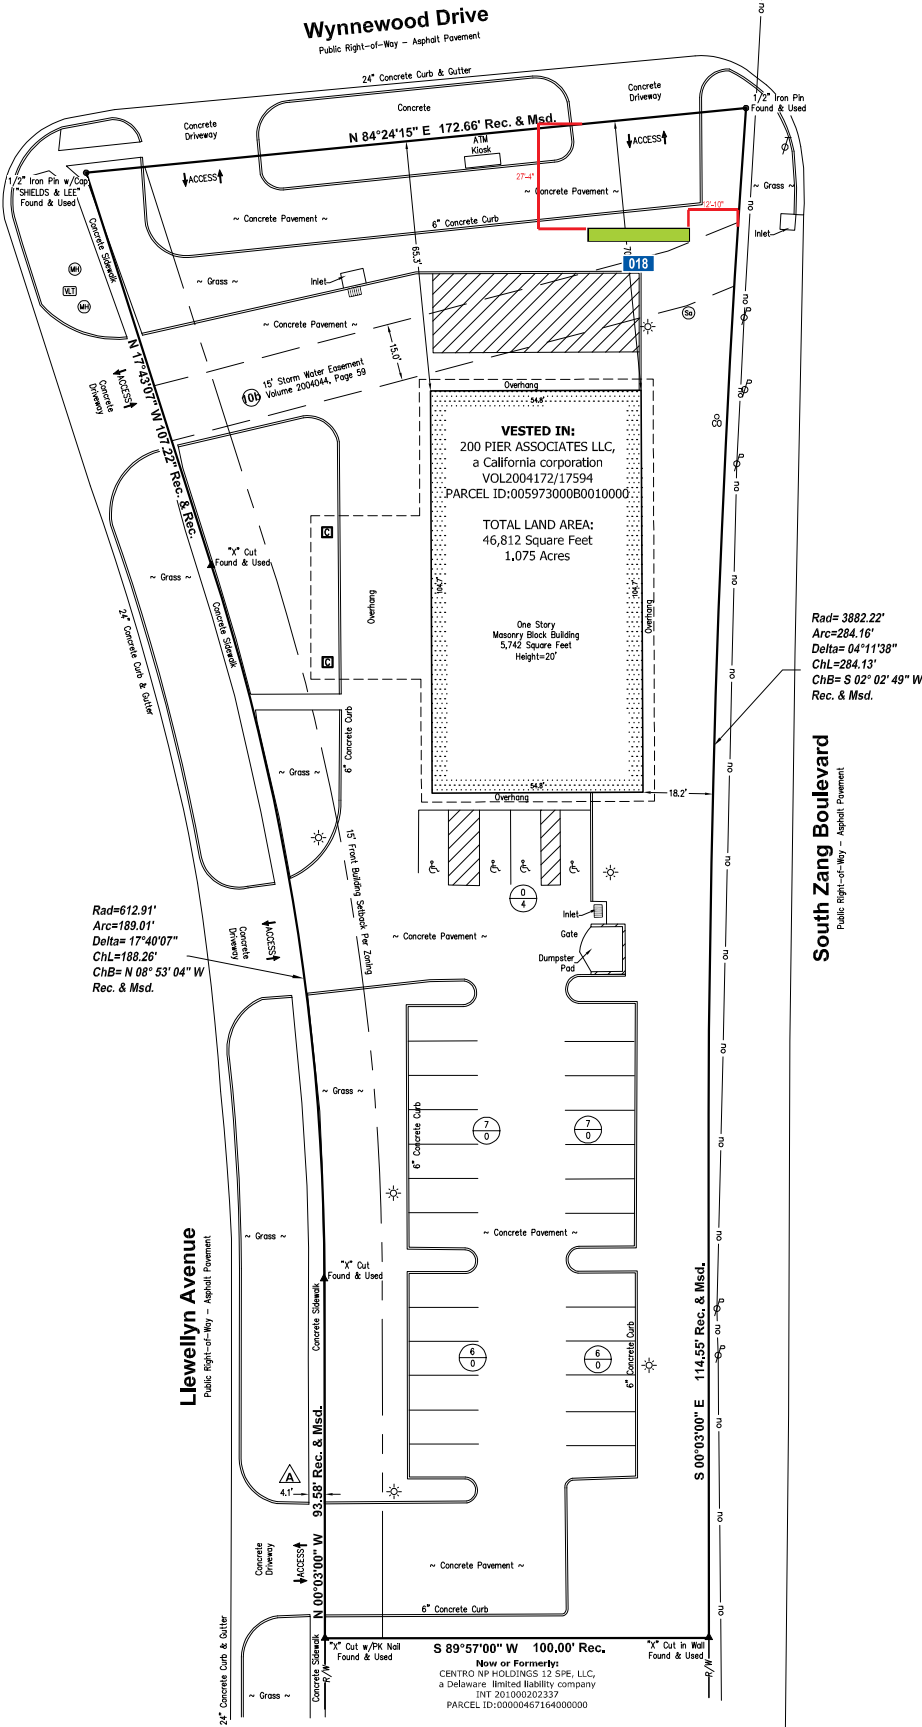 Wynnewood Drive
Public Right-of-Way - Asphalt Pavement
24" Concrete Curb & Gutter
Concrete
Driveway
Concrete
Concrete
Driveway
1/2" Iron Pin
Found & Used
N 84°24'15" E 172.66' Rec. & Msd.
ATM
Kiosk
ACCESS
ACCESS
1/2" Iron Pin w/Cap
"SHIELDS & LEE"
Found & Used
27'-4"
~ Concrete Pavement ~
~ Grass ~
12'-10"
~ Concrete Pavement ~
6" Concrete Curb
Inlet
Concrete Sidewalk
65.3'
018
MH
VLT
MH
~ Grass ~
Inlet
So
~ Concrete Pavement ~
15.0'
N 17°43'07" W 107.22" Rec. & Rec.
ACCESS
Concrete
Driveway
10b
15' Storm Water Easement
Volume 2004044, Page 59
Overhang
54.8'
VESTED IN:
200 PIER ASSOCIATES LLC,
a California corporation
VOL2004172/17594
PARCEL ID:005973000B0010000
TOTAL LAND AREA:
46,812 Square Feet
1.075 Acres
C
"X" Cut
Found & Used
~ Grass ~
104.7'
104.7'
Overhang
Overhang
One Story
Masonry Block Building
5,742 Square Feet
Height=20'
24" Concrete Curb & Gutter
Concrete Sidewalk
C
Rad= 3882.22'
Arc=284.16'
Delta= 04°11'38"
ChL=284.13'
ChB= S 02° 02' 49" W
Rec. & Msd.
6" Concrete Curb
~ Grass ~
54.8'
Overhang
18.2'
South Zang Boulevard
Public Right-of-Way - Asphalt Pavement
15' Front Building Setback Per Zoning
0
4
Inlet
Gate
Dumpster
Pad
Rad=612.91'
Arc=189.01'
Delta= 17°40'07"
ChL=188.26'
ChB= N 08° 53' 04" W
Rec. & Msd.
Concrete
Driveway
ACCESS
~ Concrete Pavement ~
~ Grass ~
6" Concrete Curb
7
0
7
0
~ Concrete Pavement ~
~ Grass ~
Llewellyn Avenue
Public Right-of-Way - Asphalt Pavement
"X" Cut
Found & Used
Concrete Sidewalk
6
0
6
0
6" Concrete Curb
S 00°03'00" E 114.55' Rec. & Msd.
A
4.1'
N 00°03'00" W 93.58' Rec. & Msd.
Concrete
Driveway
ACCESS
~ Concrete Pavement ~
6" Concrete Curb
24" Concrete Curb & Gutter
Concrete Sidewalk
~ Grass ~
"X" Cut w/PK Nail
Found & Used
S 89°57'00" W 100.00' Rec.
"X" Cut in Wall
Found & Used
R/W
R/W
Now or Formerly:
CENTRO NP HOLDINGS 12 SPE, LLC,
a Delaware limited liability company
INT 201000202337
PARCEL ID:00000467164000000